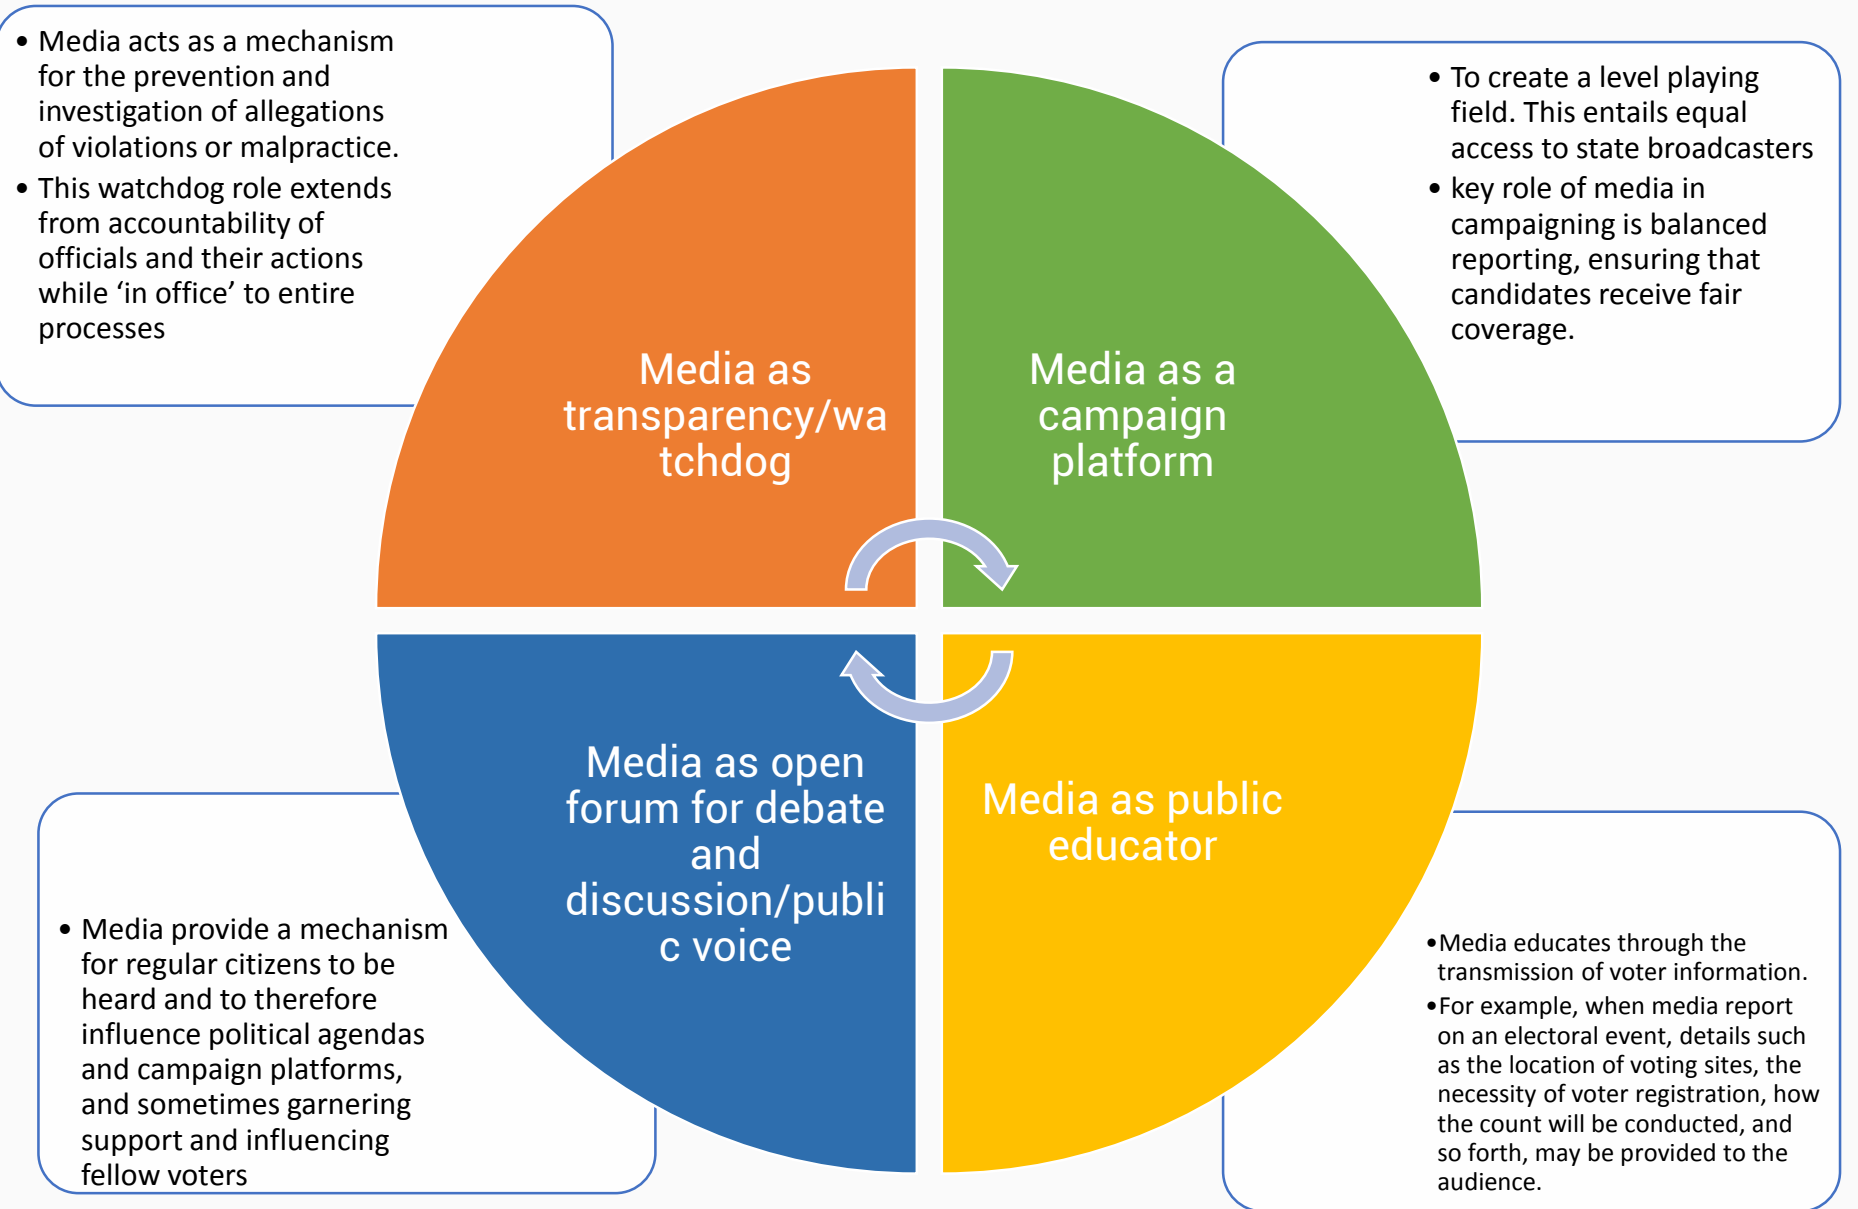 • Media acts as a mechanism
for the prevention and
investigation of allegations
of violations or malpractice.
• This watchdog role extends
from accountability of
officials and their actions
while ‘in office’ to entire
processes
• To create a level playing
field. This entails equal
access to state broadcasters
• key role of media in
campaigning is balanced
reporting, ensuring that
candidates receive fair
coverage.
Media as
transparency/wa
tchdog
Media as a
campaign
platform
Media as open
forum for debate
and
discussion/publi
c voice
Media as public
educator
• Media provide a mechanism
for regular citizens to be
heard and to therefore
influence political agendas
and campaign platforms,
and sometimes garnering
support and influencing
fellow voters
•Media educates through the
transmission of voter information.
•For example, when media report
on an electoral event, details such
as the location of voting sites, the
necessity of voter registration, how
the count will be conducted, and
so forth, may be provided to the
audience.